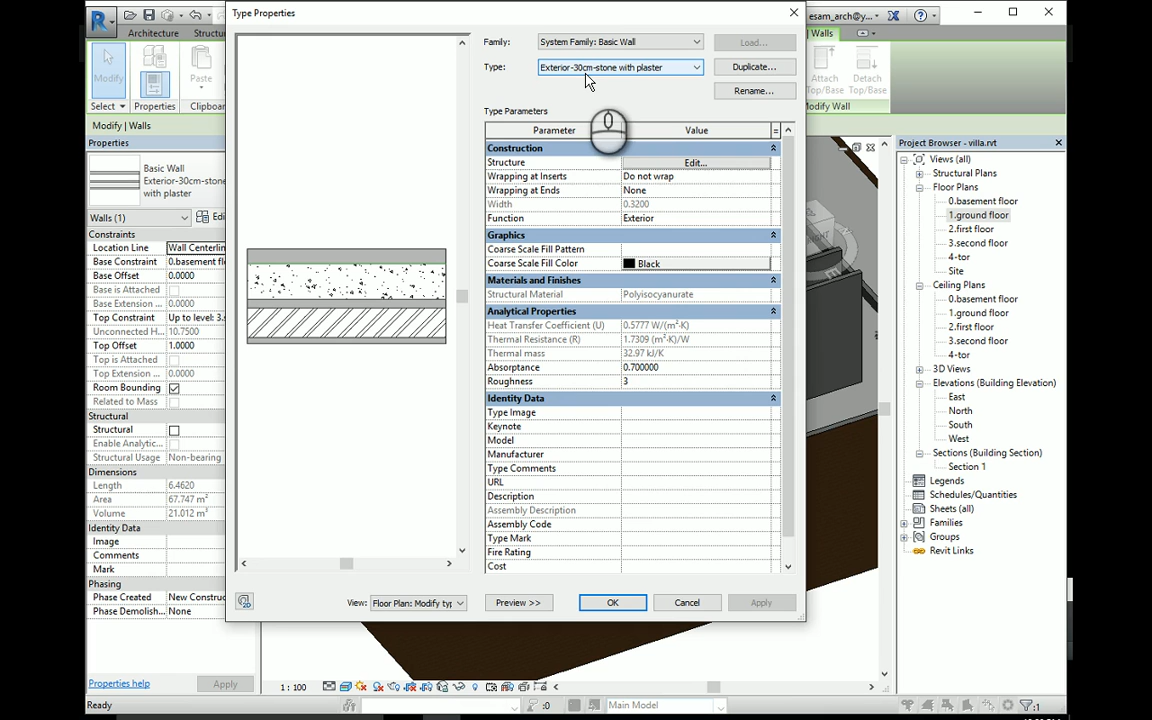 Type Properties
esam_arch@y...
R
Architecture
Structu
Walls
Modify
Paste
Attach
Top/Base
Detach
Top/Base
Select
Properties
Clipboar
Modify Wall
Modify | Walls
Properties
Basic Wall
Exterior-30cm-stone
with plaster
Walls (1)
Edi
Constraints
Location Line
Wall Centerlin
Base Constraint
0.basement fl
Base Offset
0.0000
Base is Attached
Base Extension ...
0.0000
Top Constraint
Up to level: 3.s
Unconnected H...
10.7500
Top Offset
1.0000
Top is Attached
Top Extension ...
0.0000
Room Bounding
Related to Mass
Structural
Structural
Enable Analytic...
Structural Usage
Non-bearing
Dimensions
Length
6.4620
Area
67.747 m²
Volume
21.012 m³
Identity Data
Image
Comments
Mark
Phasing
Phase Created
New Construc
Phase Demolish...
None
Properties help
Apply
Ready
Family:
System Family: Basic Wall
Load...
Type:
Exterior-30cm-stone with plaster
Duplicate...
Rename...
Type Parameters
Parameter
Value
=
Construction
Structure
Edit...
Wrapping at Inserts
Do not wrap
Wrapping at Ends
None
Width
0.3200
Function
Exterior
Graphics
Coarse Scale Fill Pattern
Coarse Scale Fill Color
Black
Materials and Finishes
Structural Material
Polyisocyanurate
Analytical Properties
Heat Transfer Coefficient (U)
0.5777 W/(m²·K)
Thermal Resistance (R)
1.7309 (m²·K)/W
Thermal mass
32.97 kJ/K
Absorptance
0.700000
Roughness
3
Identity Data
Type Image
Keynote
Model
Manufacturer
Type Comments
URL
Description
Assembly Description
Assembly Code
Type Mark
Fire Rating
Cost
View:
Floor Plan: Modify typ
Preview >>
OK
Cancel
Apply
1 : 100
:0
Main Model
:1
Project Browser - villa.rvt
Views (all)
Structural Plans
Floor Plans
0.basement floor
1.ground floor
2.first floor
3.second floor
4-tor
Site
Ceiling Plans
0.basement floor
1.ground floor
2.first floor
3.second floor
4-tor
3D Views
Elevations (Building Elevation)
East
North
South
West
Sections (Building Section)
Section 1
Legends
Schedules/Quantities
Sheets (all)
Families
Groups
Revit Links